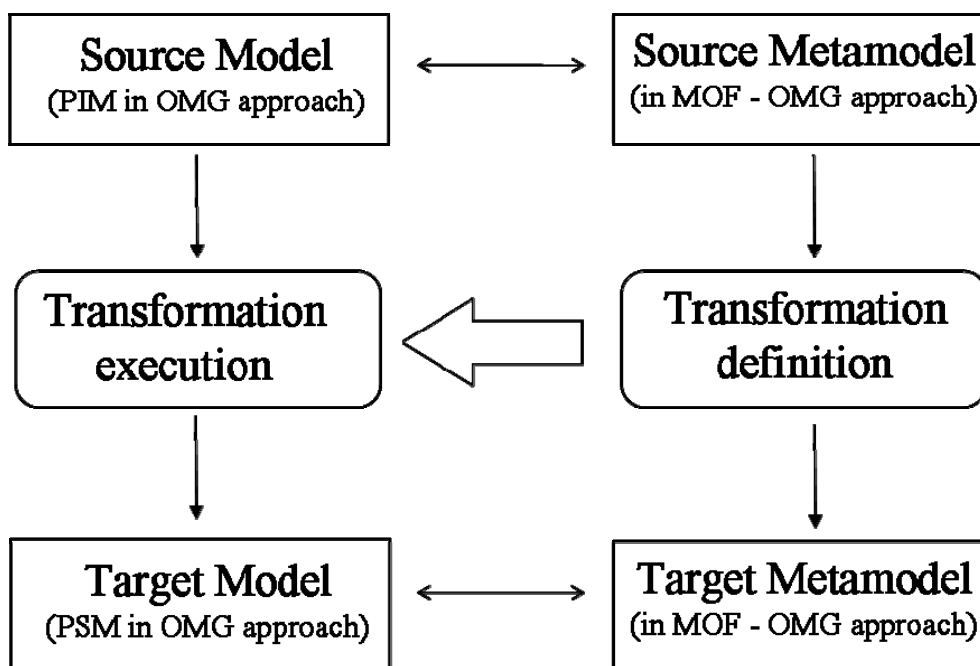 Source Model
(PIM in OMG approach)
Source Metamodel
(in MOF - OMG approach)
Transformation
execution
Transformation
definition
Target Model
(PSM in OMG approach)
Target Metamodel
(in MOF - OMG approach)